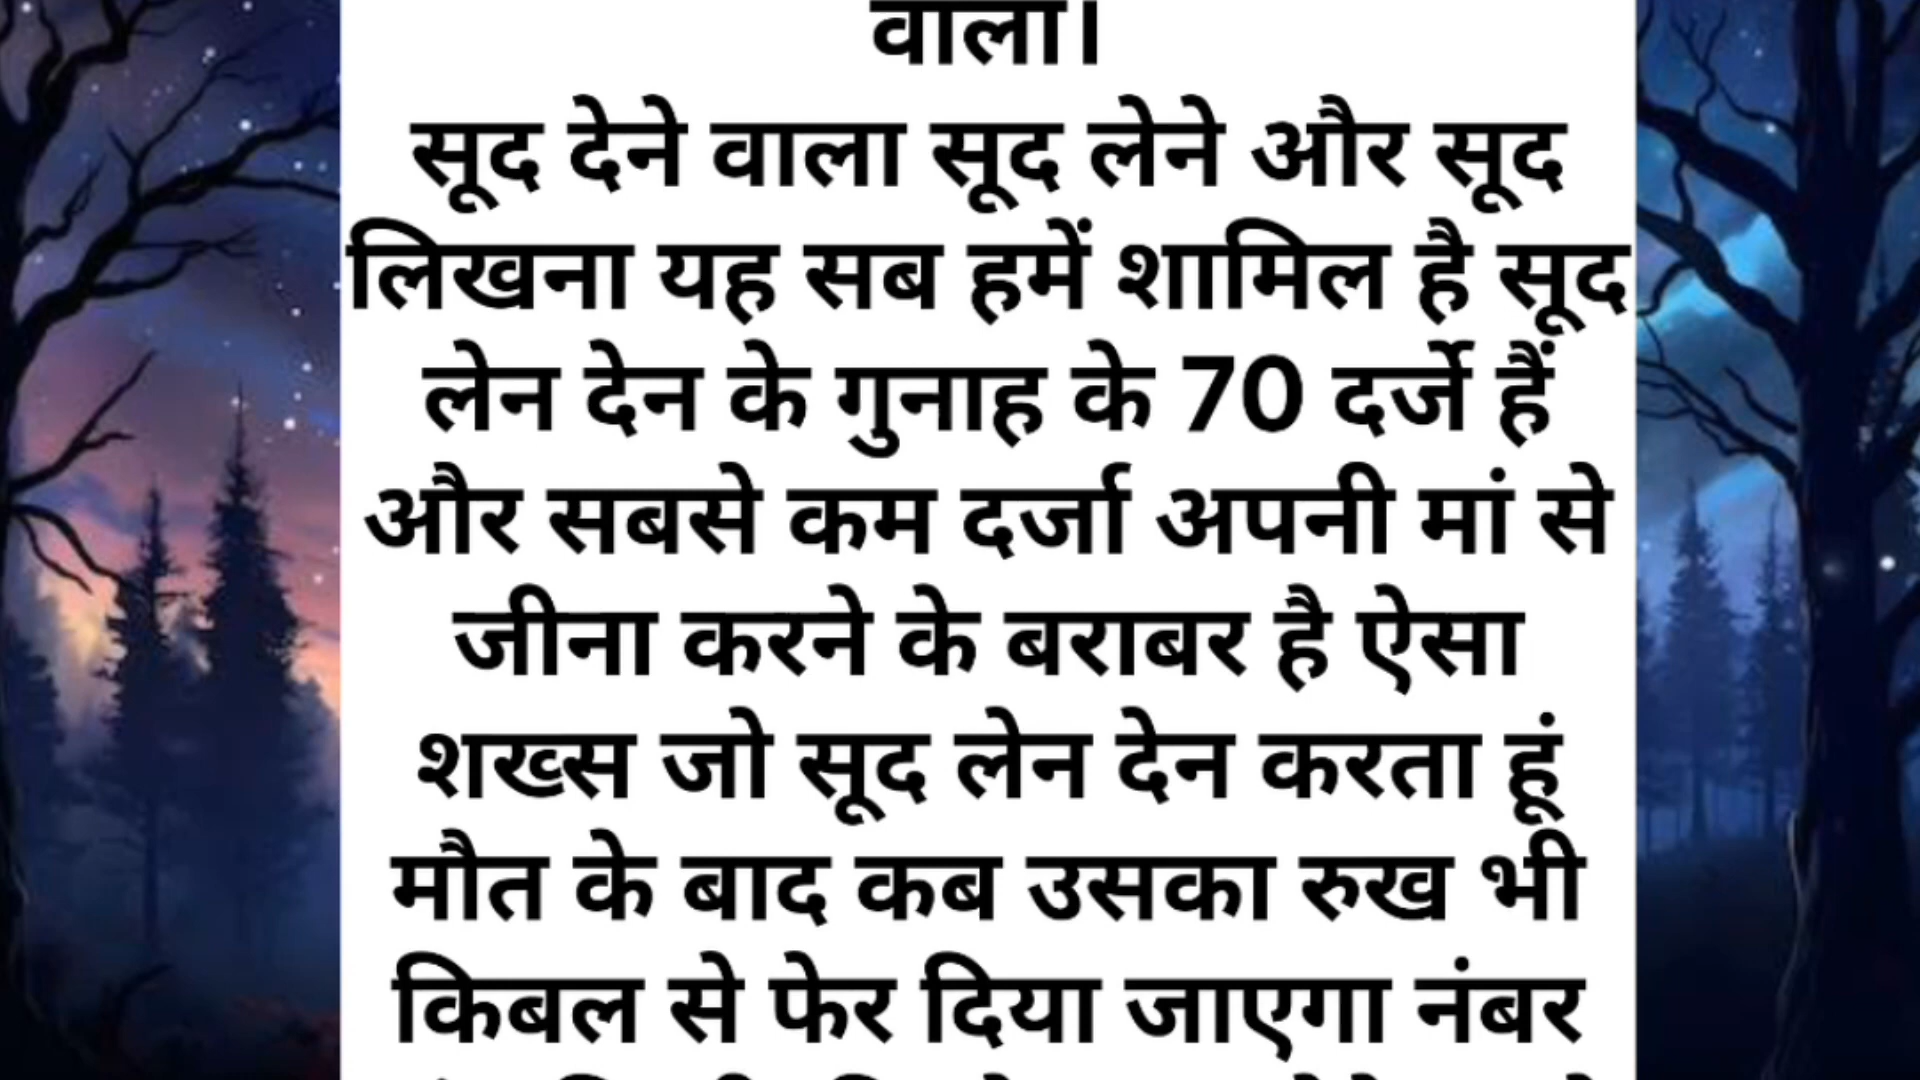 वाला।
सूद देने वाला सूद लेने और सूद
लिखना यह सब हमें शामिल है सूद
लेन देन के गुनाह के 70 दर्जे हैं
और सबसे कम दर्जा अपनी मां से
जीना करने के बराबर है ऐसा
शख्स जो सूद लेन देन करता हूं
मौत के बाद कब उसका रुख भी
किबल से फेर दिया जाएगा नंबर